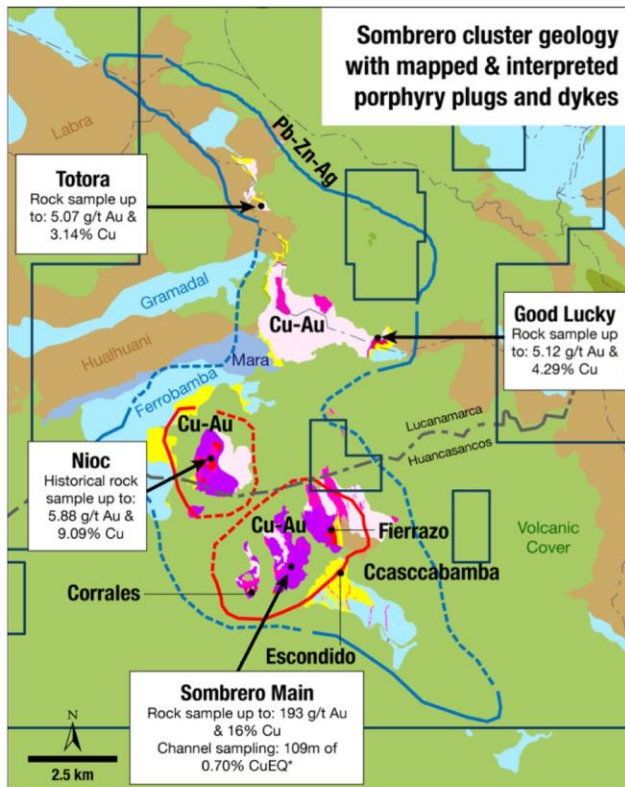 Sombrero cluster geology
with mapped & interpreted
porphyry plugs and dykes
Labra
Pb-Zn-Ag
Totora
Rock sample up
to: 5.07 g/t Au &
3.14% Cu
Gramadal
Hualhuani
Cu-Au
Mara
Good Lucky
Rock sample up
to: 5.12 g/t Au &
4.29% Cu
Ferrobamba
Cu-Au
Lucanamarca
Huancasancos
Nioc
Historical rock
sample up to:
5.88 g/t Au &
9.09% Cu
Cu-Au
Fierrazo
Volcanic
Cover
Ccasccabamba
Corrales
Escondido
Sombrero Main
Rock sample up to: 193 g/t Au
& 16% Cu
Channel sampling: 109m of
0.70% CuEQ*
N
2.5 km